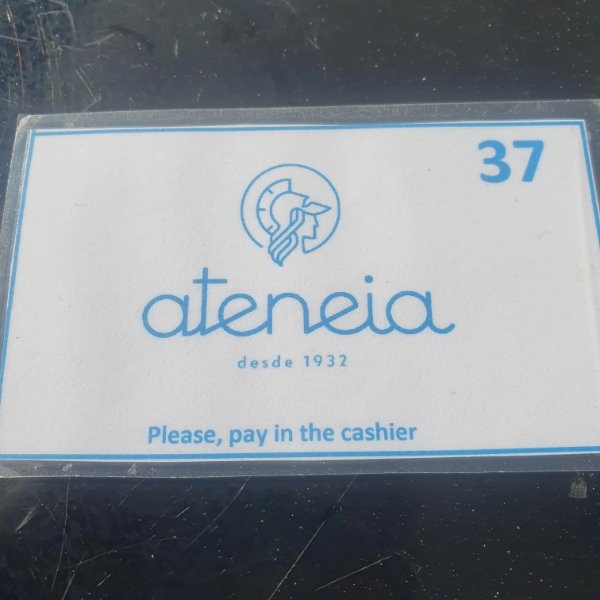 37
ateneia
desde 1932
Please, pay in the cashier